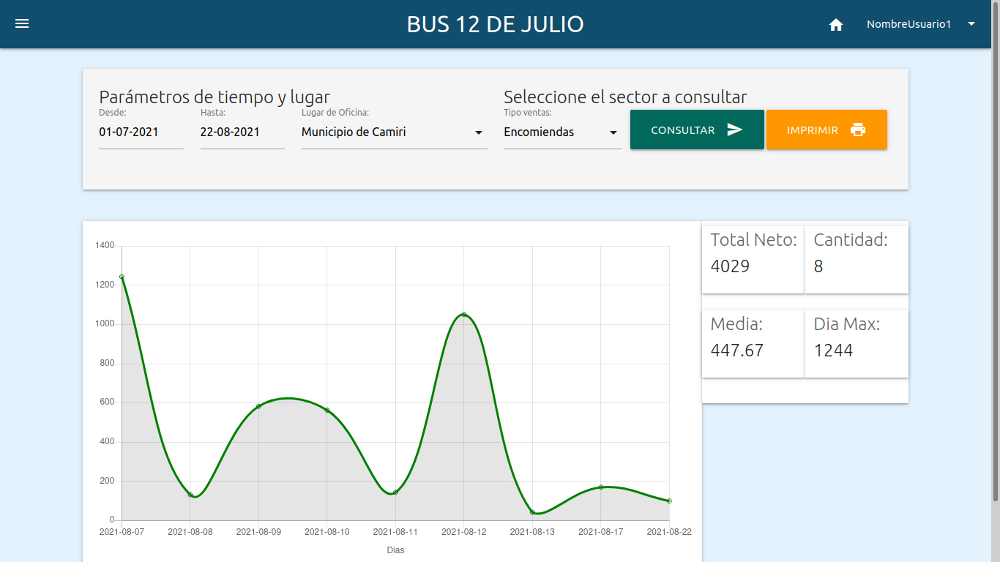 BUS 12 DE JULIO
NombreUsuario1
Parámetros de tiempo y lugar
Seleccione el sector a consultar
Desde:
Hasta:
Lugar de Oficina:
Tipo ventas:
01-07-2021
22-08-2021
Municipio de Camiri
Encomiendas
CONSULTAR
IMPRIMIR
1400
1200
1000
800
600
400
200
0
2021-08-07
2021-08-08
2021-08-09
2021-08-10
2021-08-11
2021-08-12
2021-08-13
2021-08-17
2021-08-22
Dias
Total Neto:
4029
Cantidad:
8
Media:
447.67
Dia Max:
1244